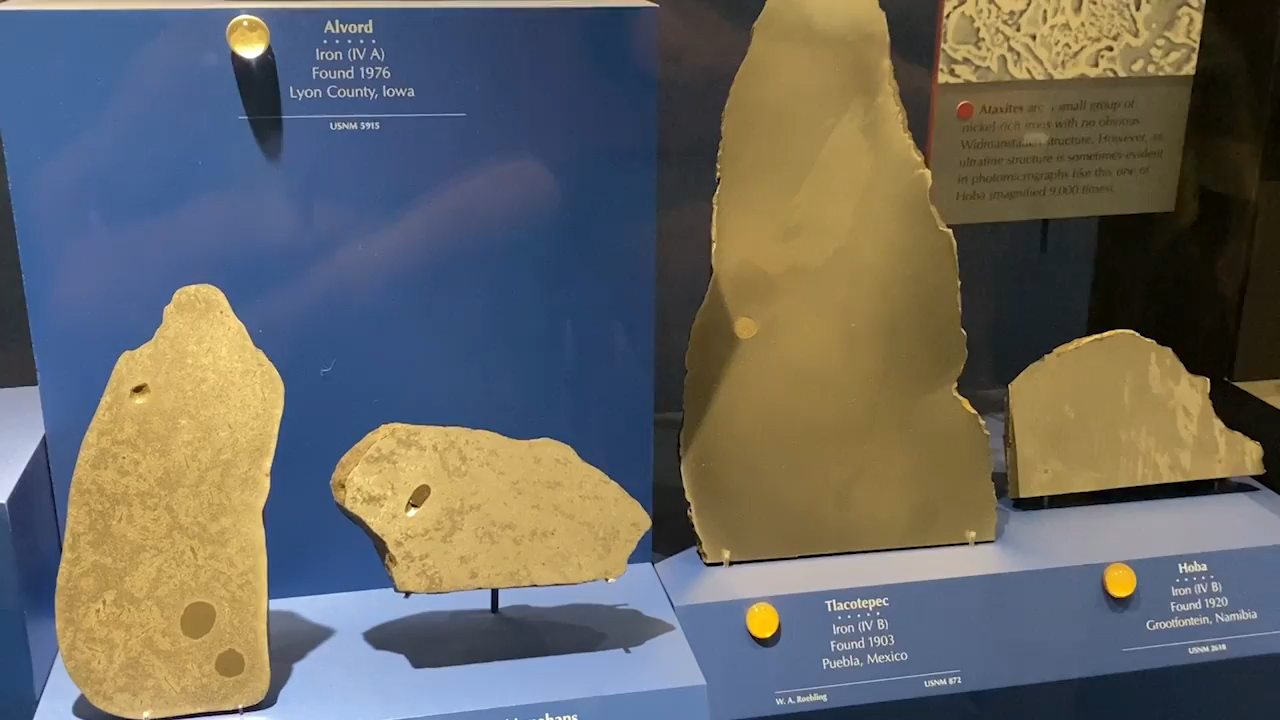 Alvord
Iron (IV A)
Found 1976
Lyon County, Iowa
USNM 5915
Ataxites are a small group of
nickel-rich irons with no obvious
Widmanstätten structure. However, an
ultrafine structure is sometimes evident
in photomicrographs like this one of
Hoba (magnified 9,000 times).
Tlacotepec
Iron (IV B)
Found 1903
Puebla, Mexico
W. A. Roebling
USNM 872
Hoba
Iron (IV B)
Found 1920
Grootfontein, Namibia
USNM 2618